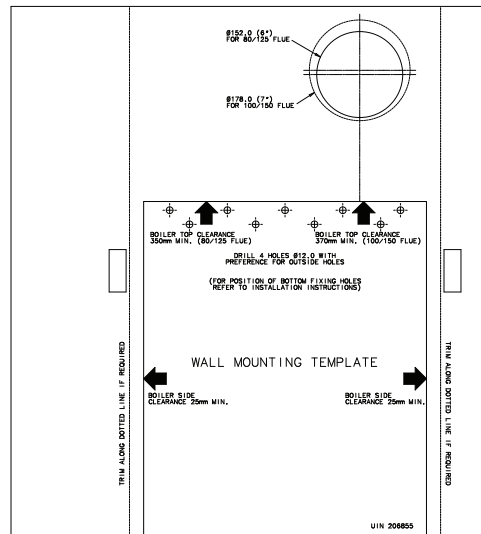 Ø152.0 (6")
FOR 80/125 FLUE
Ø178.0 (7")
FOR 100/150 FLUE
BOILER TOP CLEARANCE
350mm MIN. (80/125 FLUE)
BOILER TOP CLEARANCE
370mm MIN. (100/150 FLUE)
DRILL 4 HOLES Ø12.0 WITH
PREFERENCE FOR OUTSIDE HOLES
(FOR POSITION OF BOTTOM FIXING HOLES
REFER TO INSTALLATION INSTRUCTIONS)
WALL MOUNTING TEMPLATE
BOILER SIDE
CLEARANCE 25mm MIN.
BOILER SIDE
CLEARANCE 25mm MIN.
TRIM ALONG DOTTED LINE IF REQUIRED
TRIM ALONG DOTTED LINE IF REQUIRED
UIN 206855